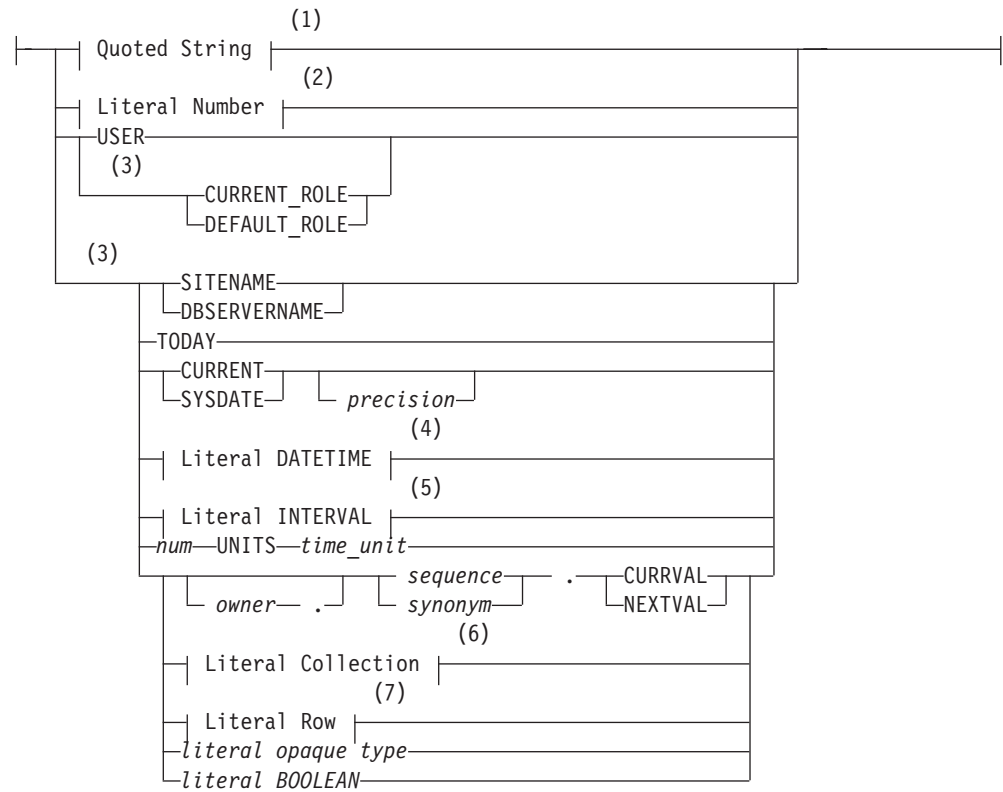 (1)
Quoted String
(2)
Literal Number
USER
(3)
CURRENT_ROLE
DEFAULT_ROLE
(3)
SITENAME
DBSERVERNAME
TODAY
CURRENT
SYSDATE precision
(4)
Literal DATETIME
(5)
Literal INTERVAL
num UNITS time_unit
sequence . CURRVAL
owner . synonym NEXTVAL
(6)
Literal Collection
(7)
Literal Row
literal opaque type
literal BOOLEAN